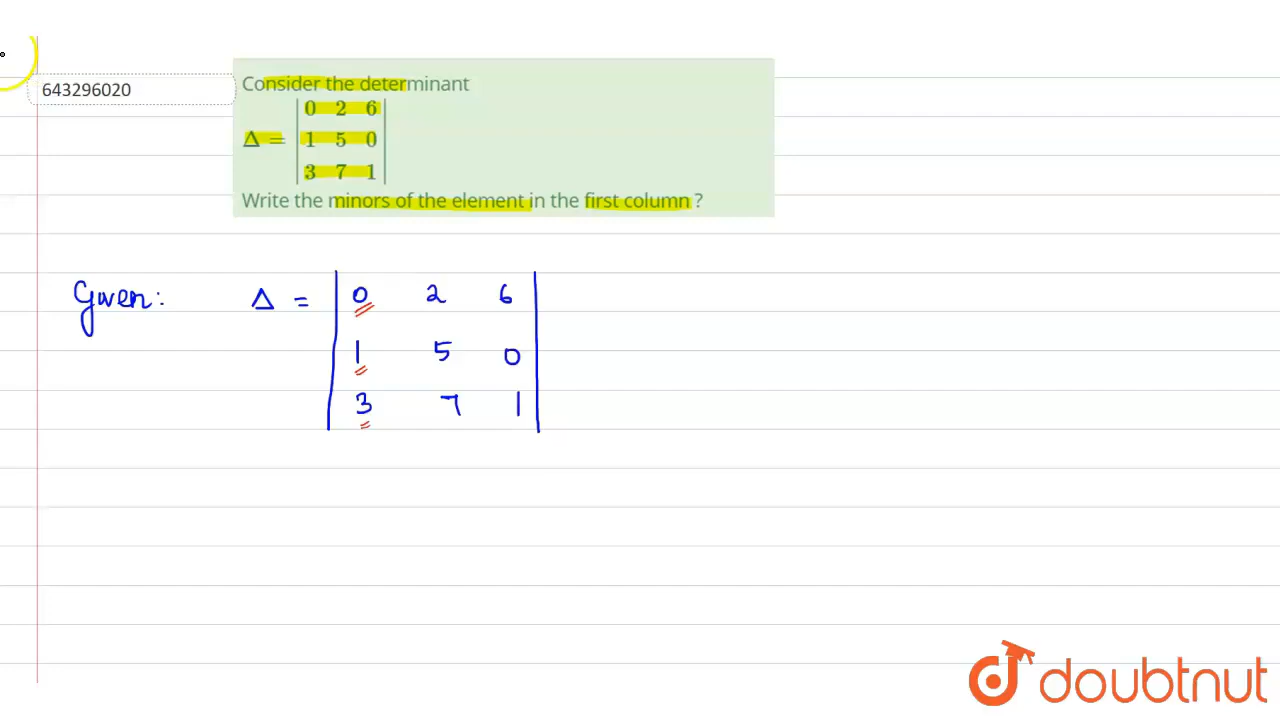 643296020
Consider the determinant
Δ = | 0 2 6 |
| 1 5 0 |
| 3 7 1 |
Write the minors of the element in the first column ?
Given: Δ = | 0 2 6 |
| 1 5 0 |
| 3 7 1 |
doubtnut